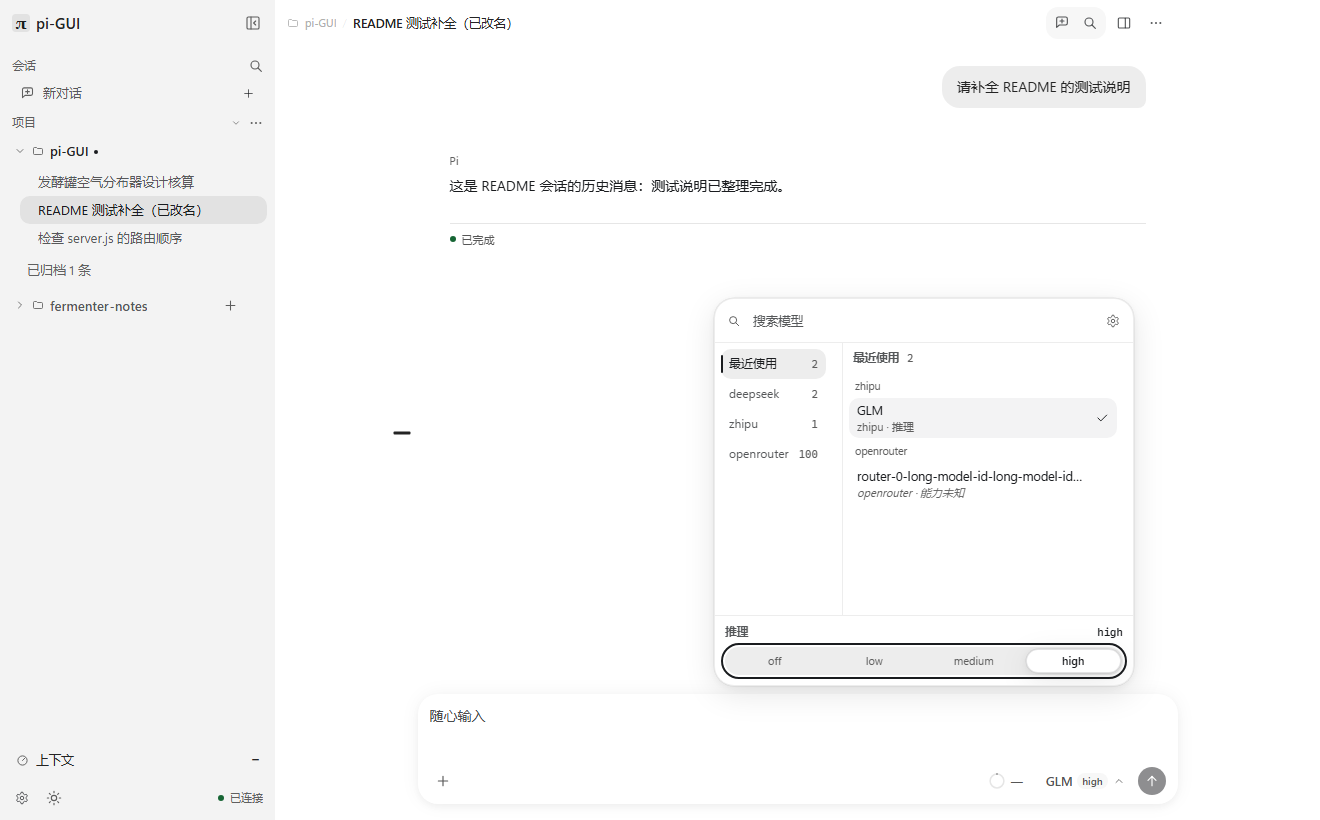 π pi-GUI
会话
新对话
项目
pi-GUI
发酵罐空气分布器设计核算
README 测试补全（已改名）
检查 server.js 的路由顺序
已归档 1 条
fermenter-notes
上下文
已连接
pi-GUI / README 测试补全（已改名）
请补全 README 的测试说明
Pi
这是 README 会话的历史消息：测试说明已整理完成。
已完成
搜索模型
最近使用 2
deepseek 2
zhipu 1
openrouter 100
最近使用 2
zhipu
GLM
zhipu · 推理
openrouter
router-0-long-model-id-long-model-id...
openrouter · 能力未知
推理 high
off low medium high
随心输入
— GLM high